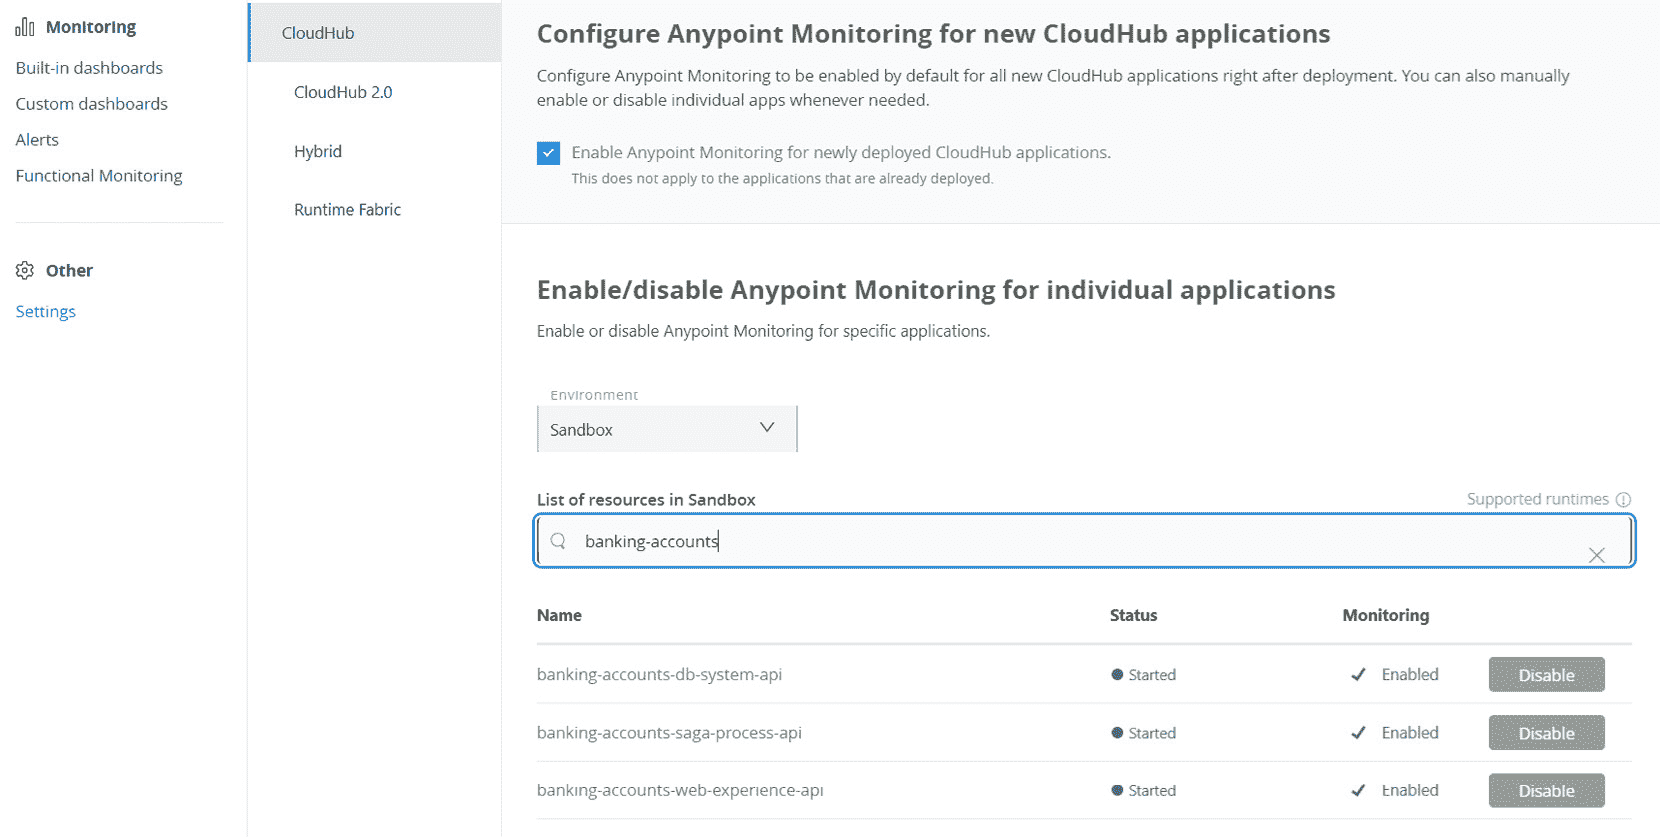 Monitoring
Built-in dashboards
Custom dashboards
Alerts
Functional Monitoring
Other
Settings
CloudHub
CloudHub 2.0
Hybrid
Runtime Fabric
Configure Anypoint Monitoring for new CloudHub applications
Configure Anypoint Monitoring to be enabled by default for all new CloudHub applications right after deployment. You can also manually
enable or disable individual apps whenever needed.
Enable Anypoint Monitoring for newly deployed CloudHub applications.
This does not apply to the applications that are already deployed.
Enable/disable Anypoint Monitoring for individual applications
Enable or disable Anypoint Monitoring for specific applications.
Environment
Sandbox
List of resources in Sandbox Supported runtimes
banking-accounts
Name Status Monitoring
banking-accounts-db-system-api Started Enabled Disable
banking-accounts-saga-process-api Started Enabled Disable
banking-accounts-web-experience-api Started Enabled Disable